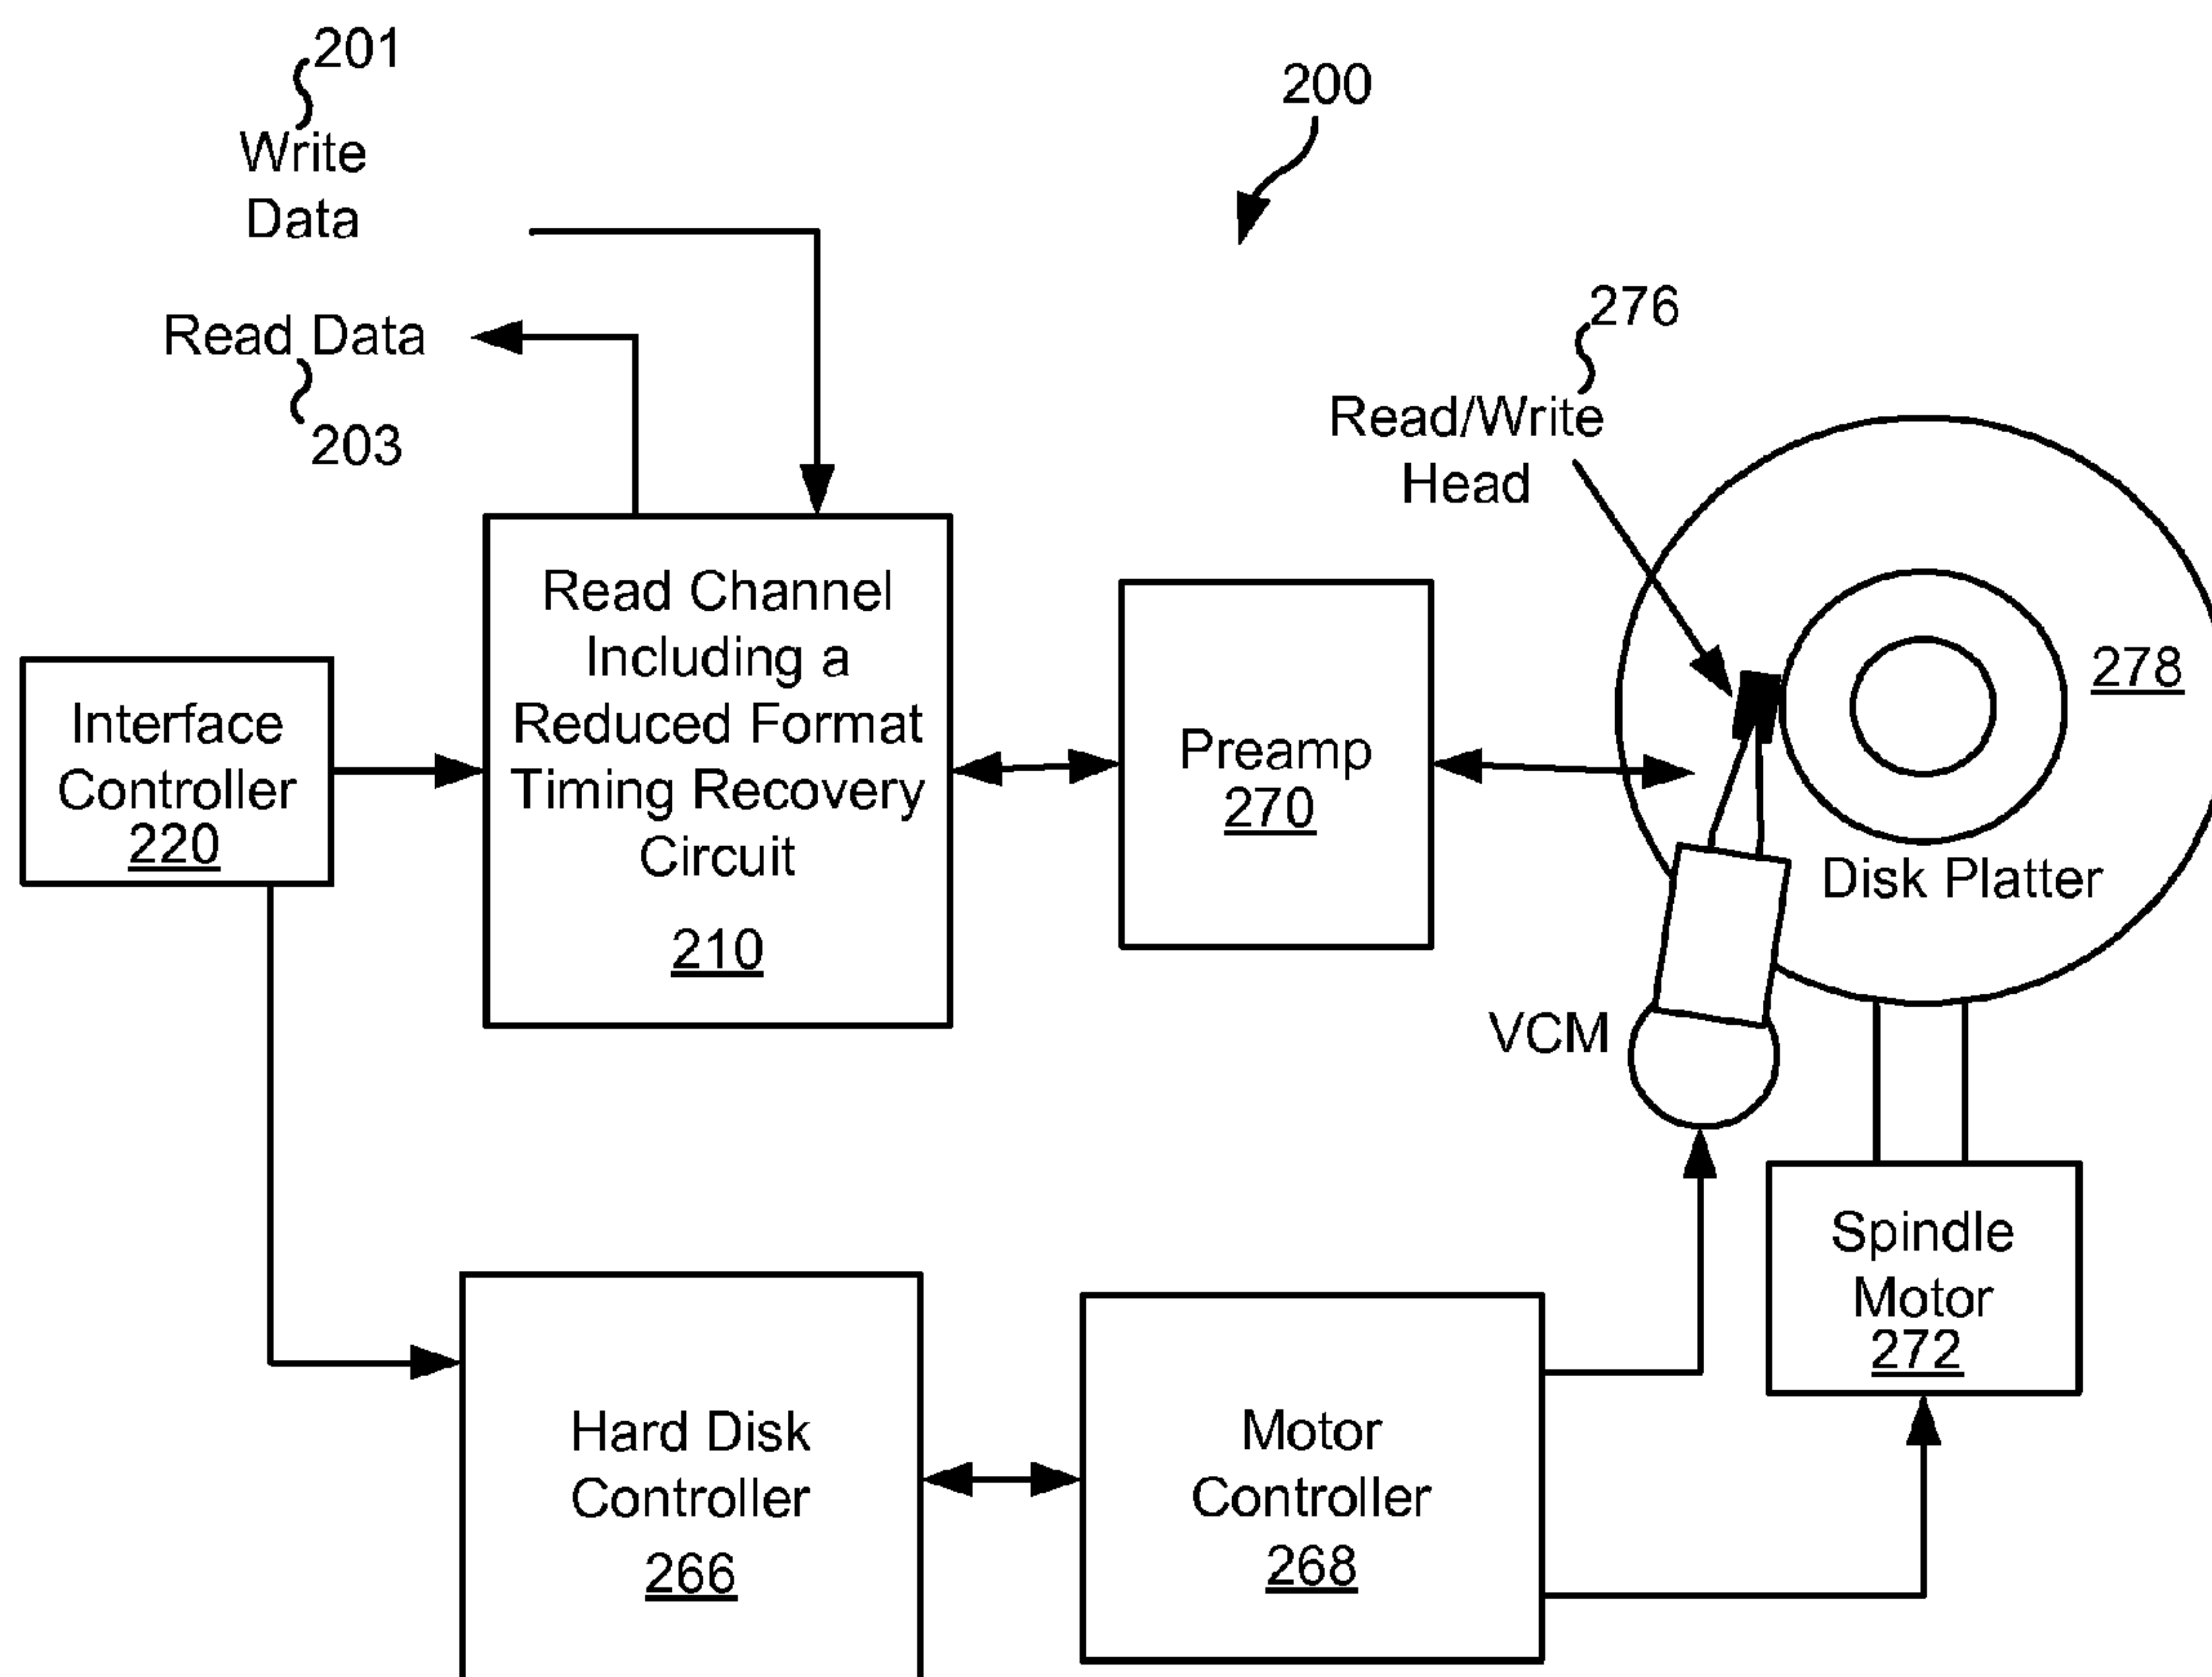 201
Write
Data
200
Read Data
203
276
Read/Write
Head
Read Channel
Including a
Reduced Format
Timing Recovery
Circuit
210
Interface
Controller
220
Preamp
270
278
Disk Platter
VCM
Spindle
Motor
272
Hard Disk
Controller
266
Motor
Controller
268